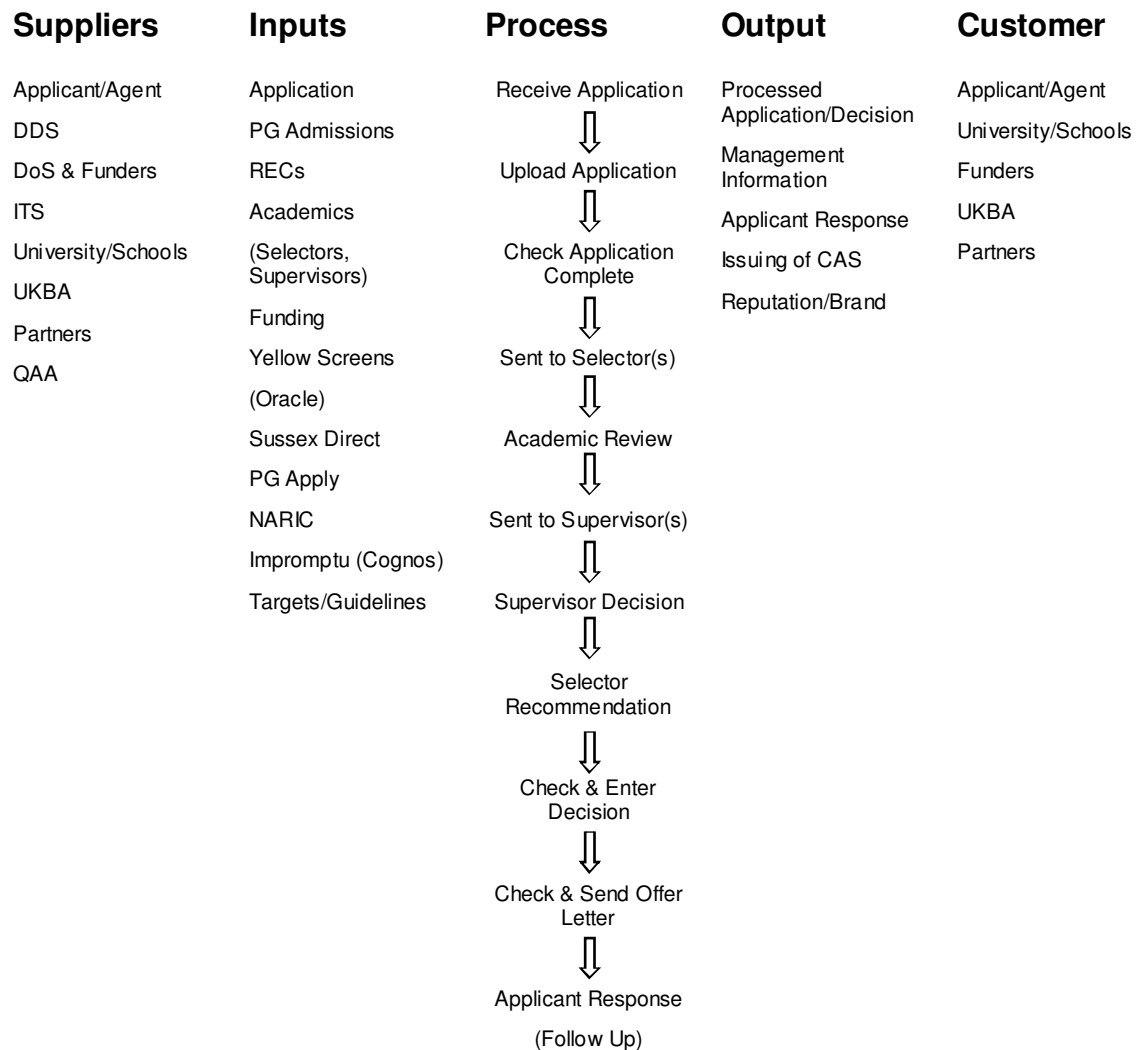 Suppliers
Applicant/Agent
DDS
DoS & Funders
ITS
University/Schools
UKBA
Partners
QAA
Inputs
Application
PG Admissions
RECs
Academics
(Selectors,
Supervisors)
Funding
Yellow Screens
(Oracle)
Sussex Direct
PG Apply
NARIC
Impromptu (Cognos)
Targets/Guidelines
Process
Receive Application
Upload Application
Check Application
Complete
Sent to Selector(s)
Academic Review
Sent to Supervisor(s)
Supervisor Decision
Selector
Recommendation
Check & Enter
Decision
Check & Send Offer
Letter
Applicant Response
(Follow Up)
Output
Processed
Application/Decision
Management
Information
Applicant Response
Issuing of CAS
Reputation/Brand
Customer
Applicant/Agent
University/Schools
Funders
UKBA
Partners